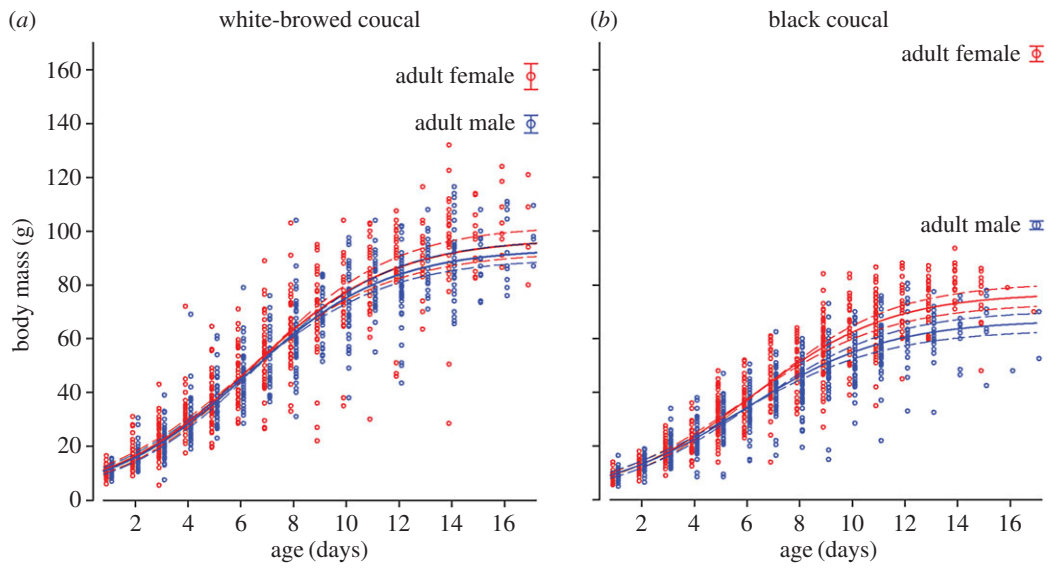 (a) white-browed coucal
160
140
120
100
80
60
40
20
0
body mass (g)
adult female
adult male
2 4 6 8 10 12 14 16
age (days)
(b) black coucal
adult female
adult male
2 4 6 8 10 12 14 16
age (days)